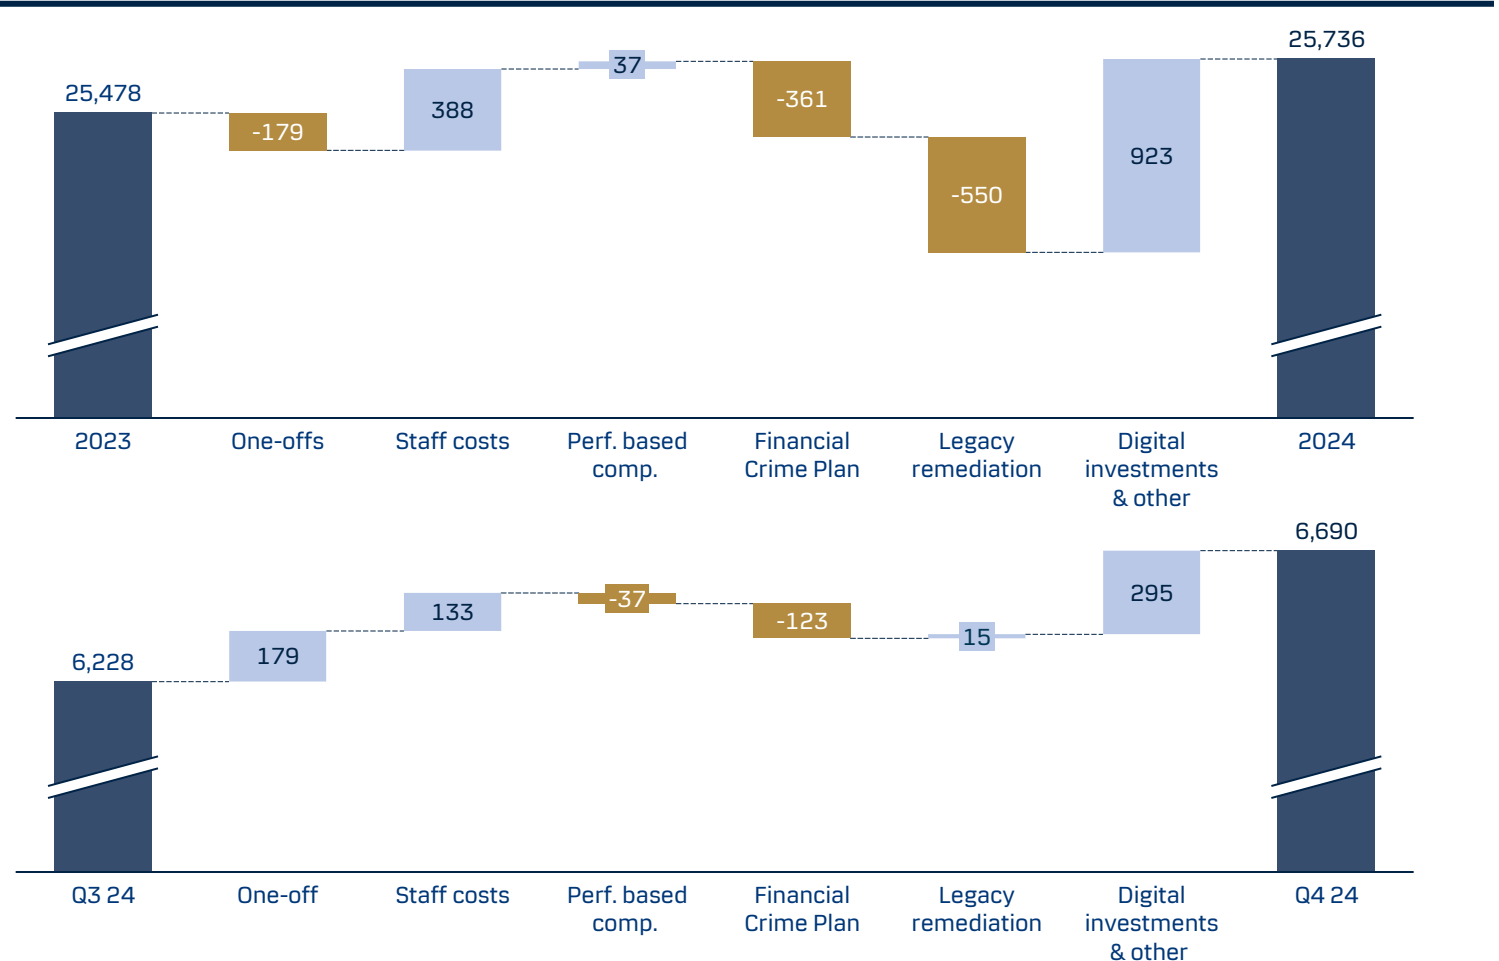 25,478
-179
388
37
-361
-550
923
25,736
2023
One-offs
Staff costs
Perf. based
comp.
Financial
Crime Plan
Legacy
remediation
Digital
investments
& other
2024
6,228
179
133
-37
-123
15
295
6,690
Q3 24
One-off
Staff costs
Perf. based
comp.
Financial
Crime Plan
Legacy
remediation
Digital
investments
& other
Q4 24